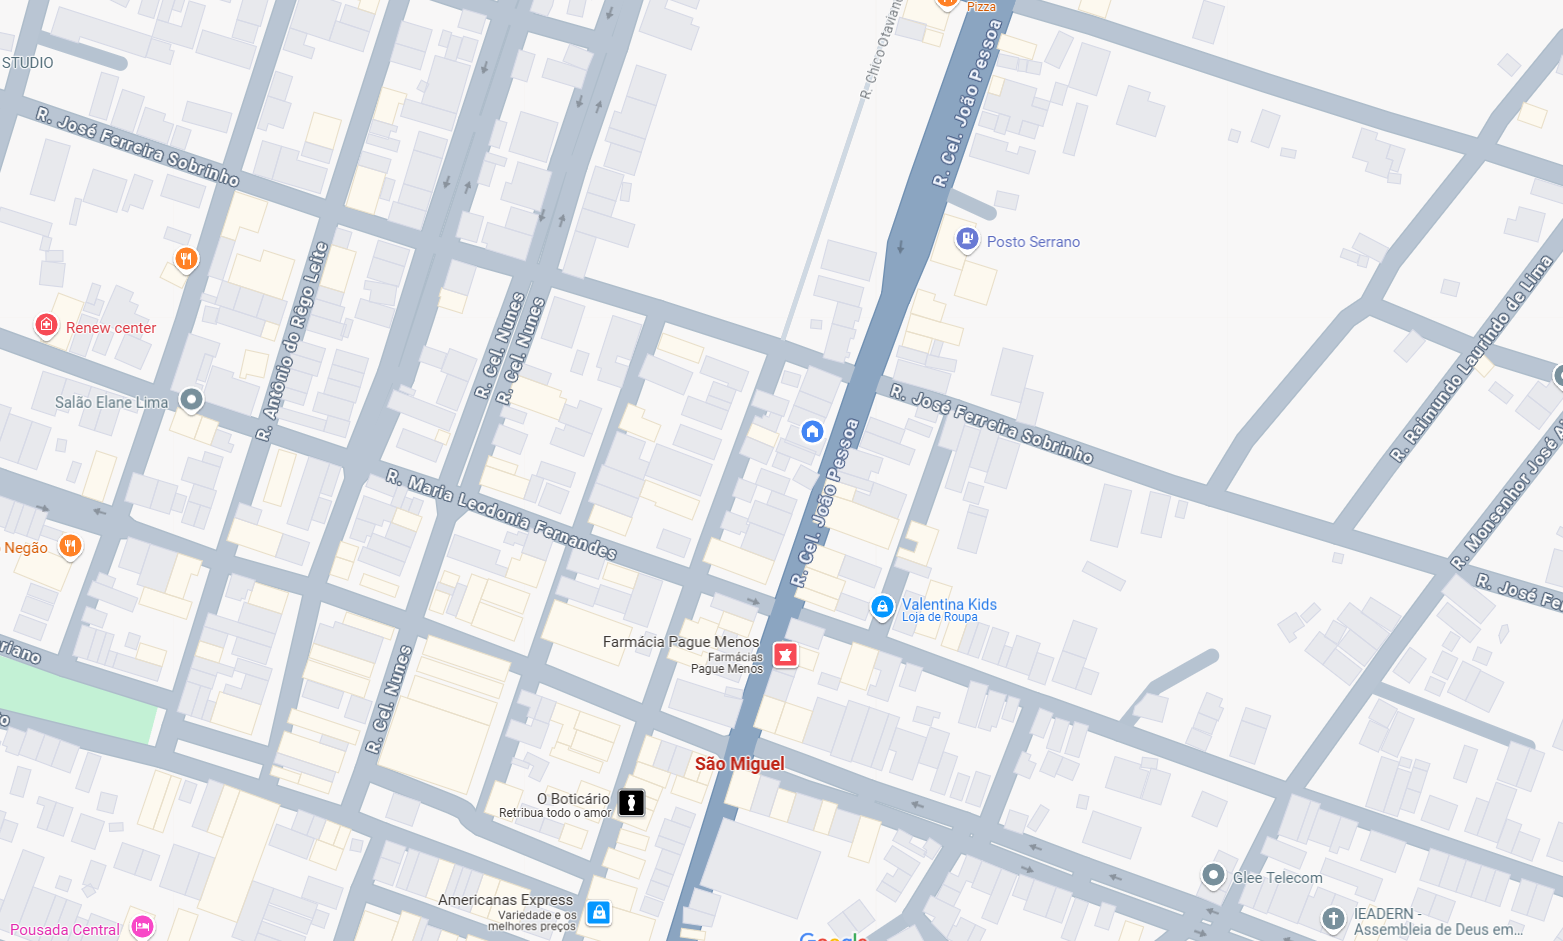 Pizza
R. Chico Otaviano
R. Cel. João Pessoa
STUDIO
R. José Ferreira Sobrinho
Posto Serrano
R. Antônio do Rêgo Leite
R. Cel. Nunes
R. Cel. Nunes
Renew center
Salão Elane Lima
R. José Ferreira Sobrinho
R. Raimundo Laurindo de Lima
R. Monsenhor José A
R. Maria Leodonia Fernandes
R. Cel. João Pessoa
Negão
R. José Fe
Valentina Kids
Loja de Roupa
Farmácia Pague Menos
Farmácias
Pague Menos
riano
R. Cel. Nunes
São Miguel
O Boticário
Retribua todo o amor
Glee Telecom
Americanas Express
Variedade e os
melhores preços
Pousada Central
IEADERN -
Assembleia de Deus em...
Google